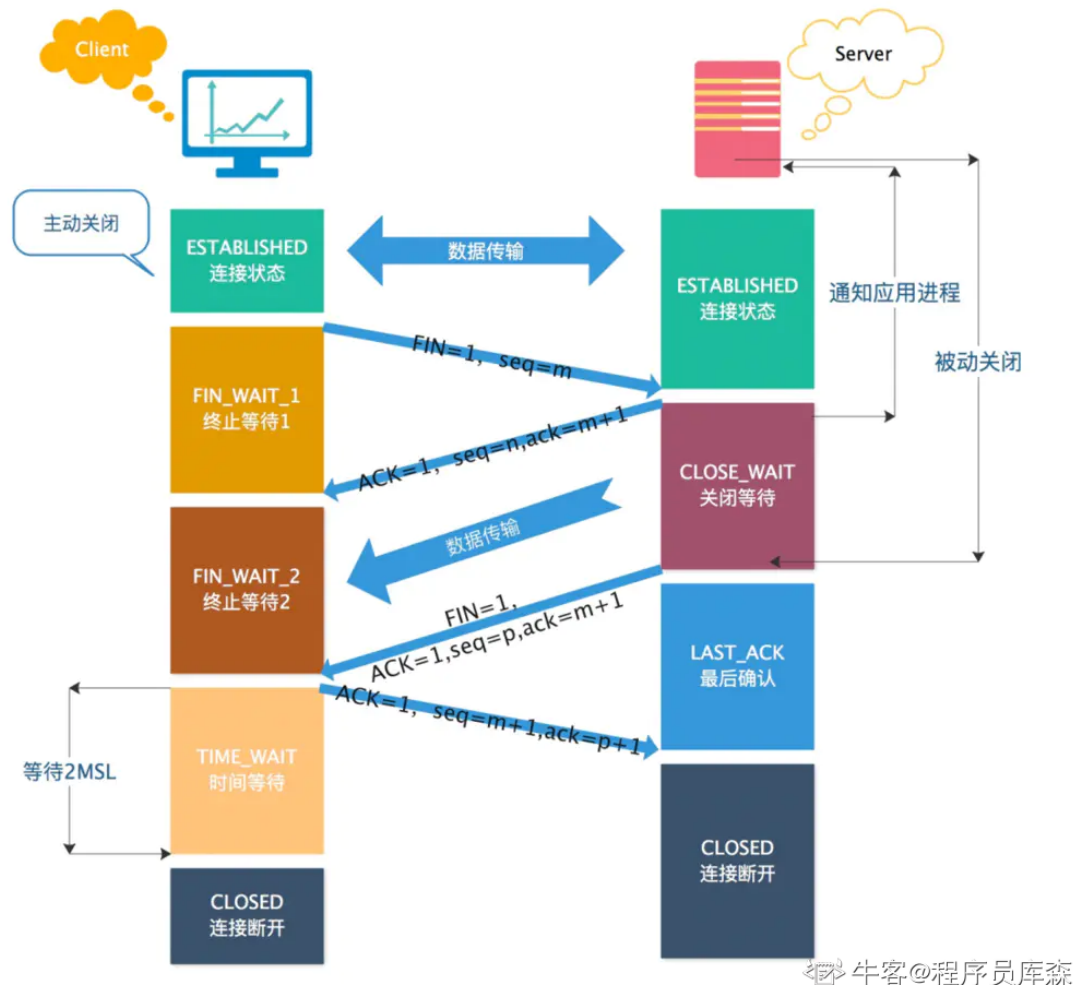 Client
Server
主动关闭
ESTABLISHED
连接状态
数据传输
ESTABLISHED
连接状态
通知应用进程
被动关闭
FIN=1, seq=m
FIN_WAIT_1
终止等待1
ACK=1, seq=n,ack=m+1
CLOSE_WAIT
关闭等待
数据传输
FIN_WAIT_2
终止等待2
FIN=1,
ACK=1,seq=p,ack=m+1
LAST_ACK
最后确认
ACK=1, seq=m+1,ack=p+1
等待2MSL
TIME_WAIT
时间等待
CLOSED
连接断开
CLOSED
连接断开
牛客@程序员库森